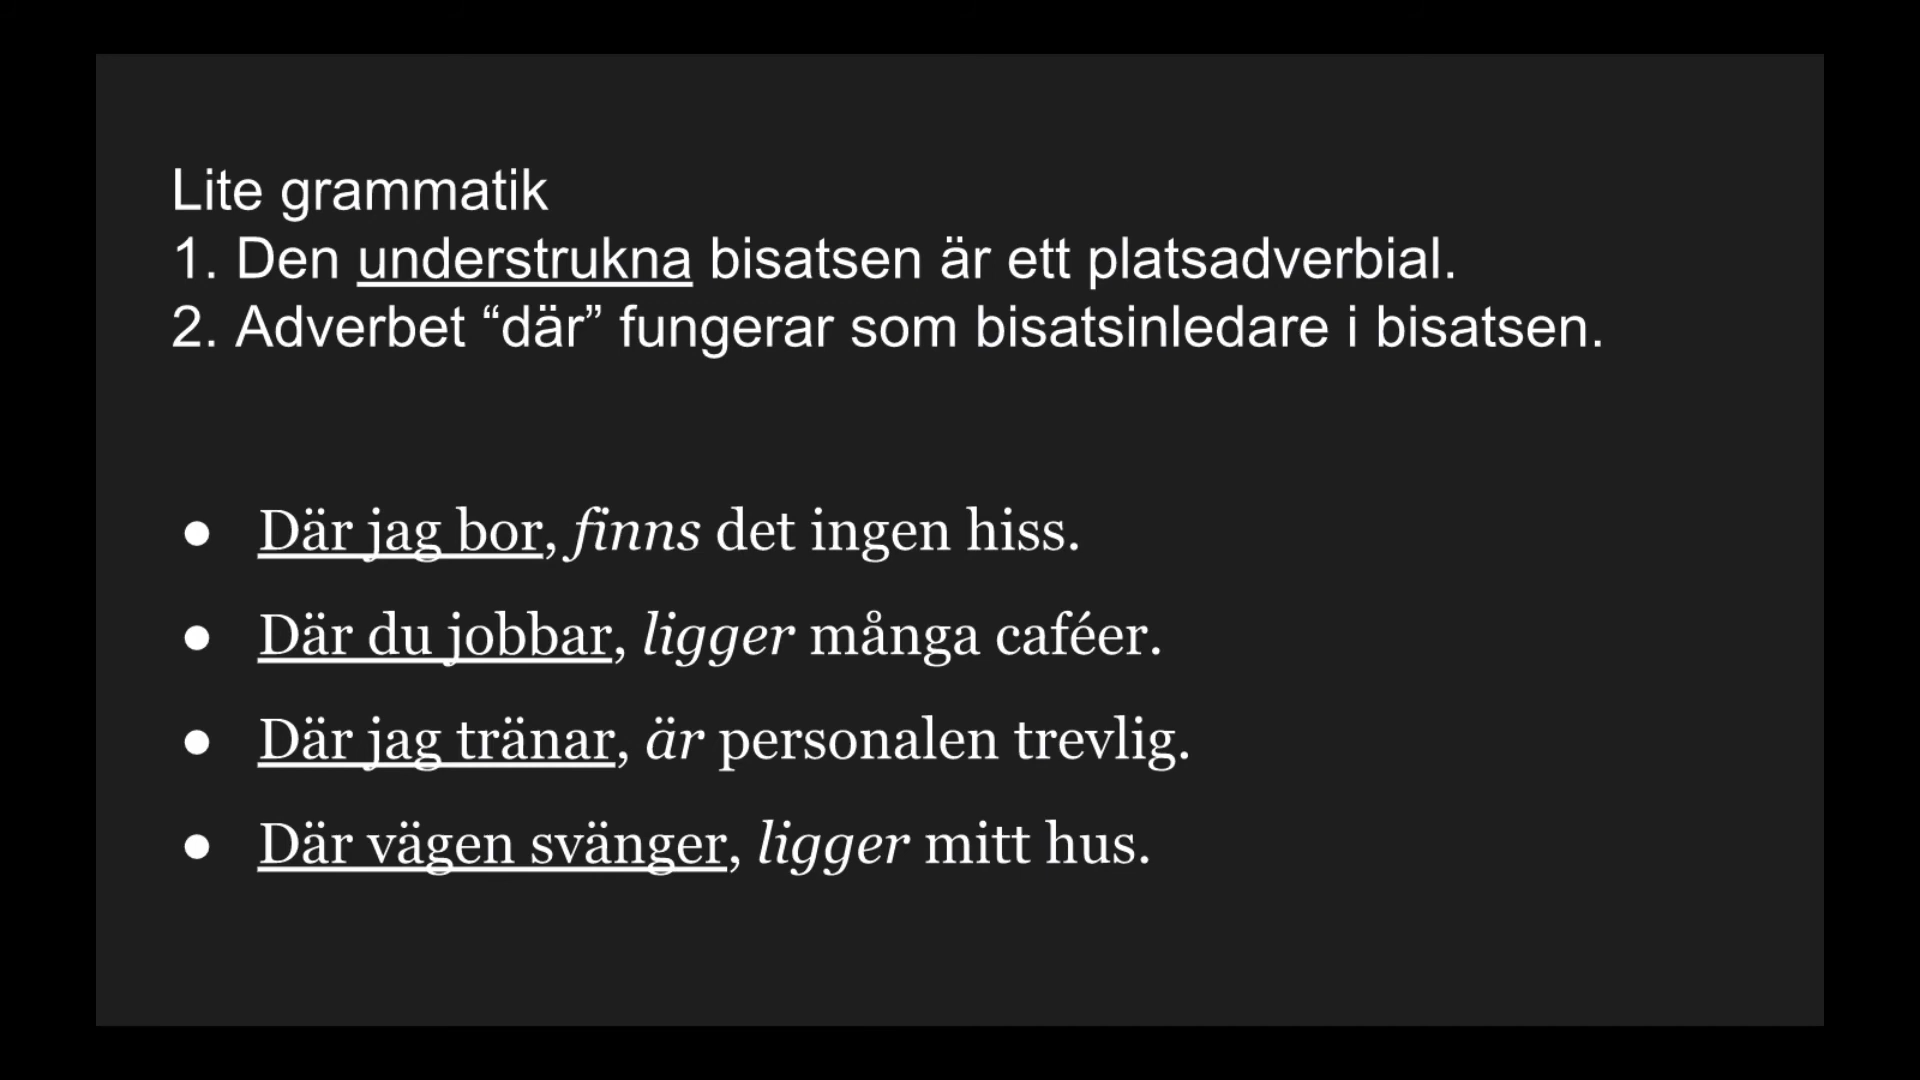 Lite grammatik
1. Den understrukna bisatsen är ett platsadverbial.
2. Adverbet “där” fungerar som bisatsinledare i bisatsen.
● Där jag bor, finns det ingen hiss.
● Där du jobbar, ligger många caféer.
● Där jag tränar, är personalen trevlig.
● Där vägen svänger, ligger mitt hus.